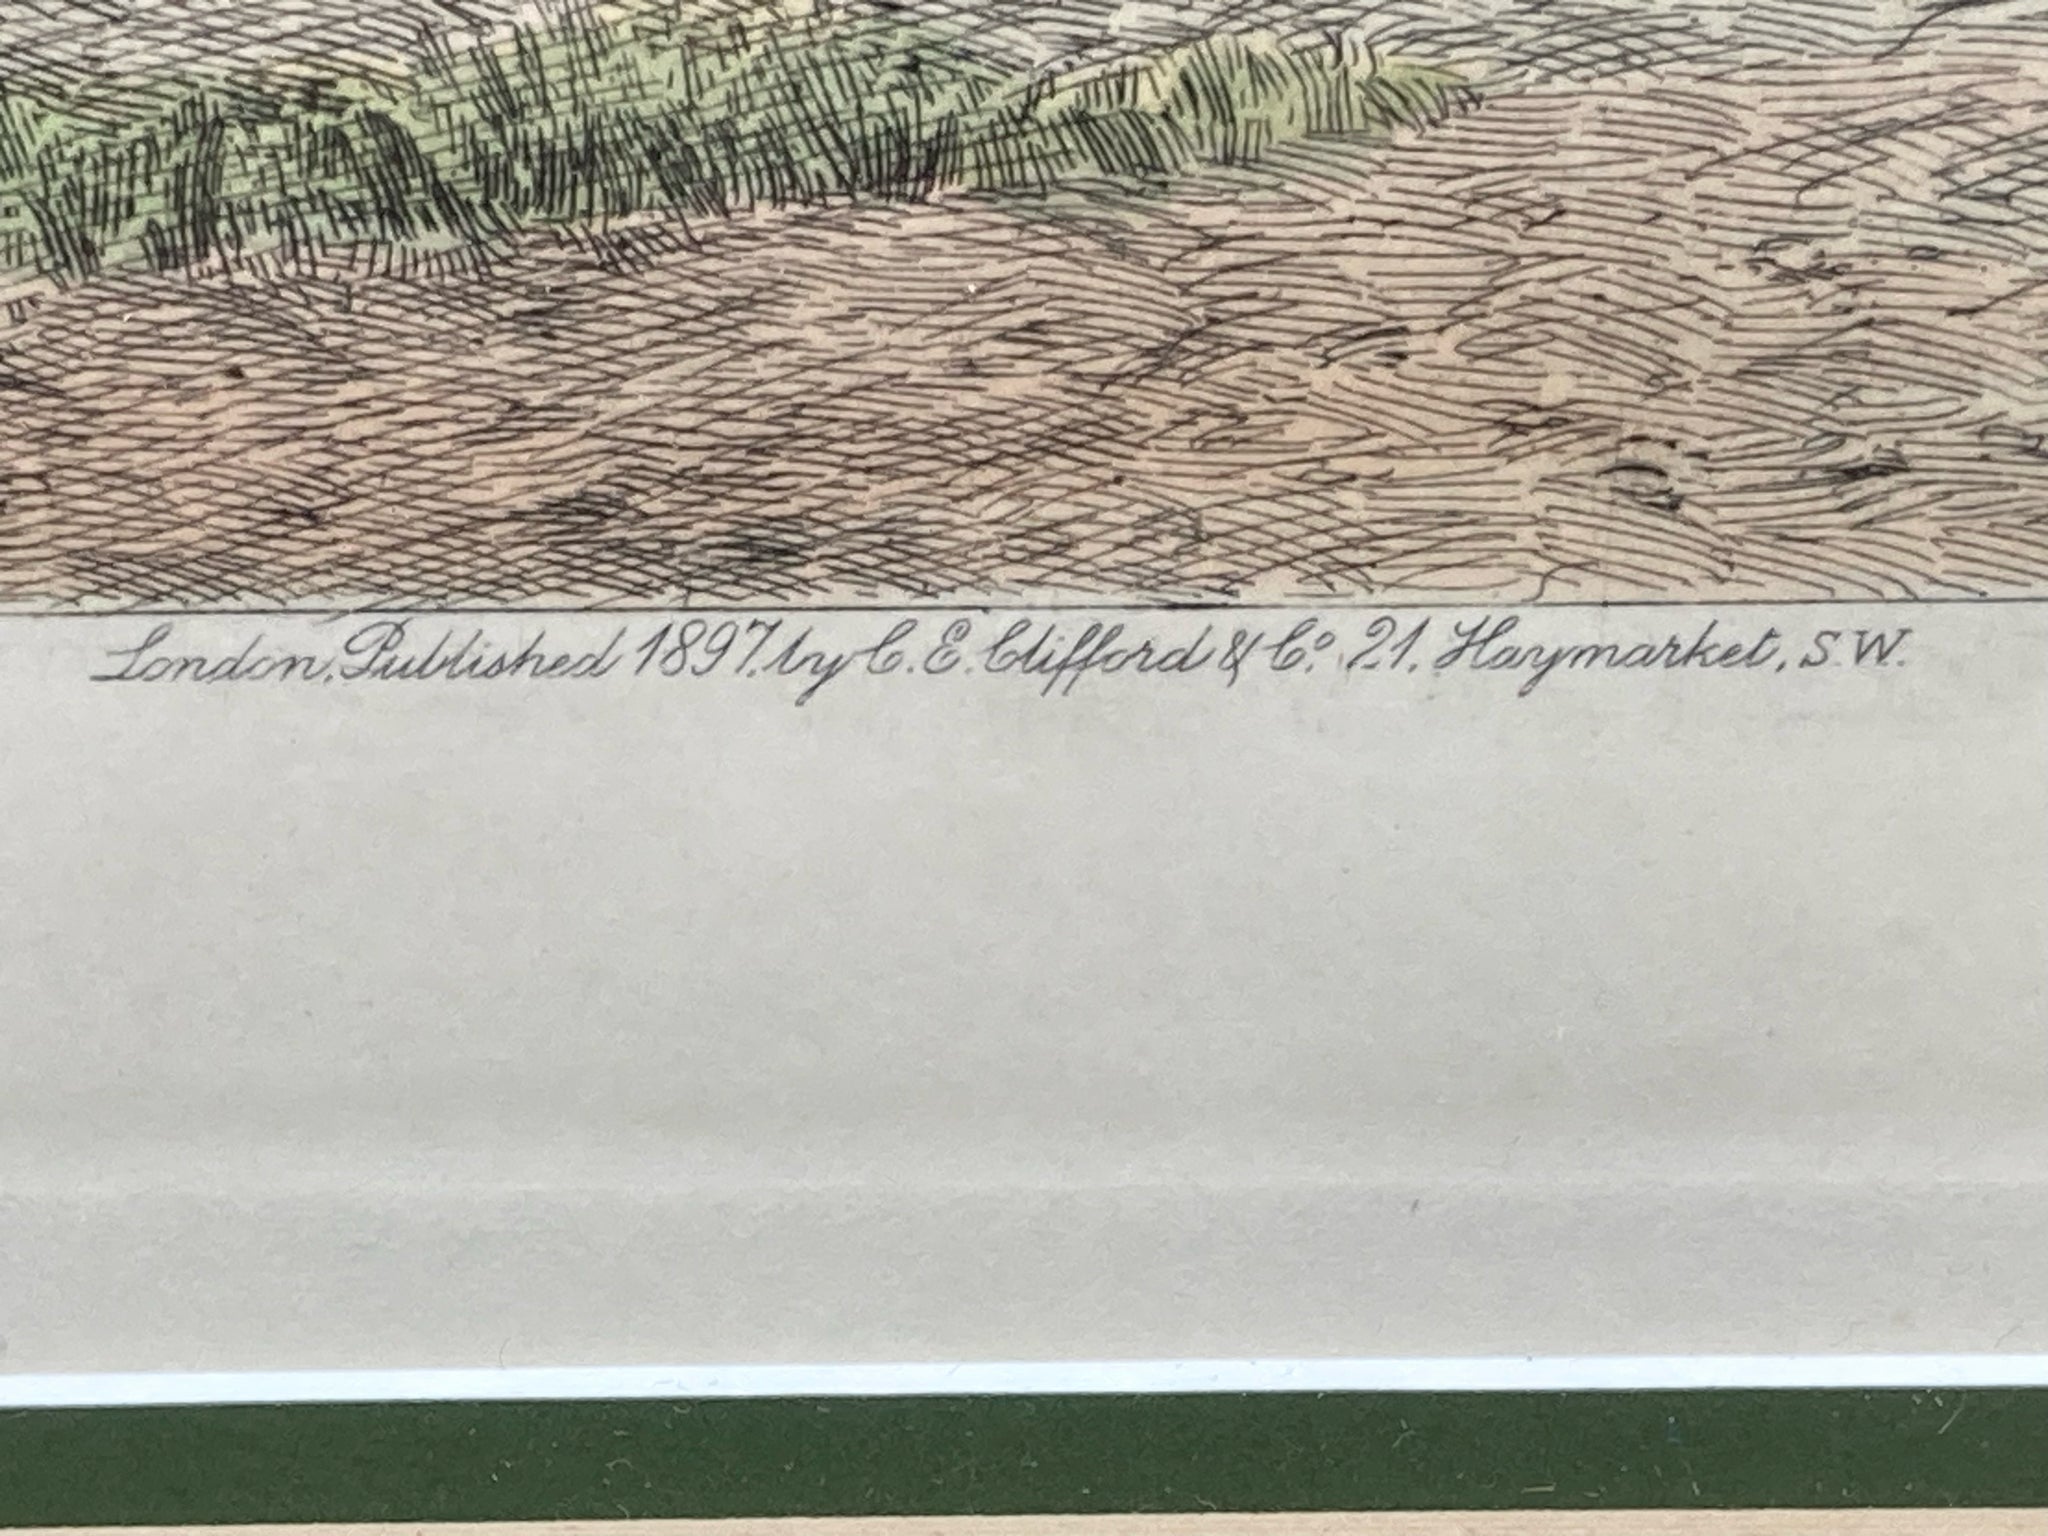 London, Published 1897, by C. E. Clifford & Co. 21. Haymarket, S.W.